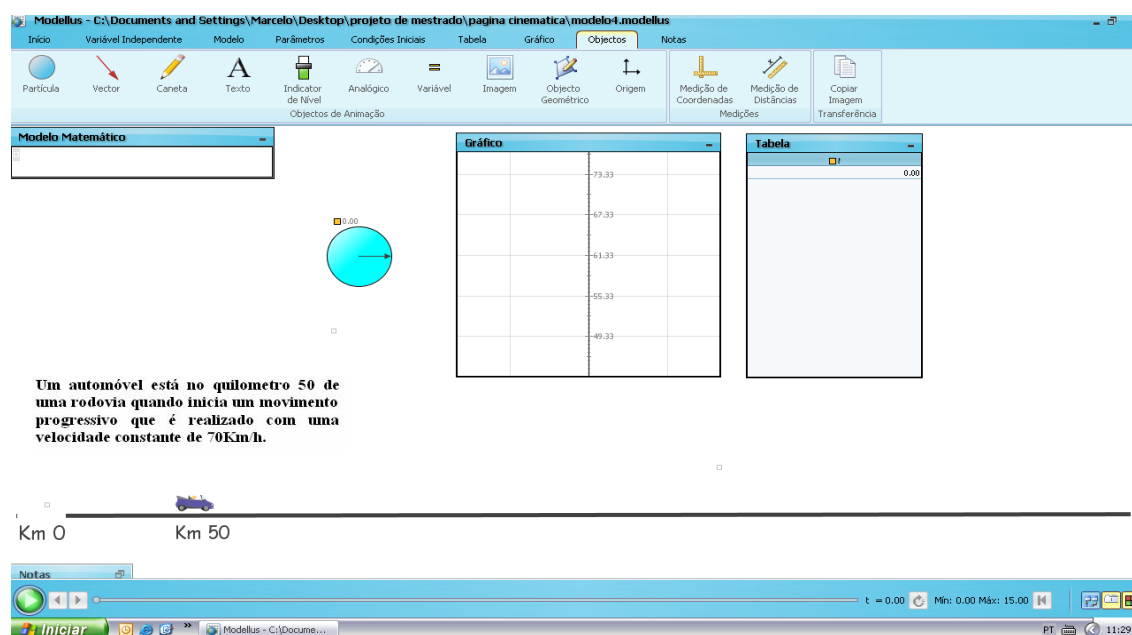 Modellus - C:\Documents and Settings\Marcelo\Desktop\projeto de mestrado\pagina cinematica\modelo4.modellus
Início Variável Independente Modelo Parâmetros Condições Iniciais Tabela Gráfico Objectos Notas
Partícula Vector Caneta Texto Indicator de Nível Analógico Variável Imagem Objecto Geométrico Origem Medição de Coordenadas Medição de Distâncias Copiar Imagem
Objectos de Animação Medições Transferência
Modelo Matemático
Gráfico
73.33
67.33
61.33
55.33
49.33
Tabela
t
0.00
0.00
Um automóvel está no quilometro 50 de
uma rodovia quando inicia um movimento
progressivo que é realizado com uma
velocidade constante de 70Km/h.
Km 0 Km 50
Notas
t = 0.00 Mín: 0.00 Máx: 15.00
Iniciar Modellus - C:\Docume... PT 11:29